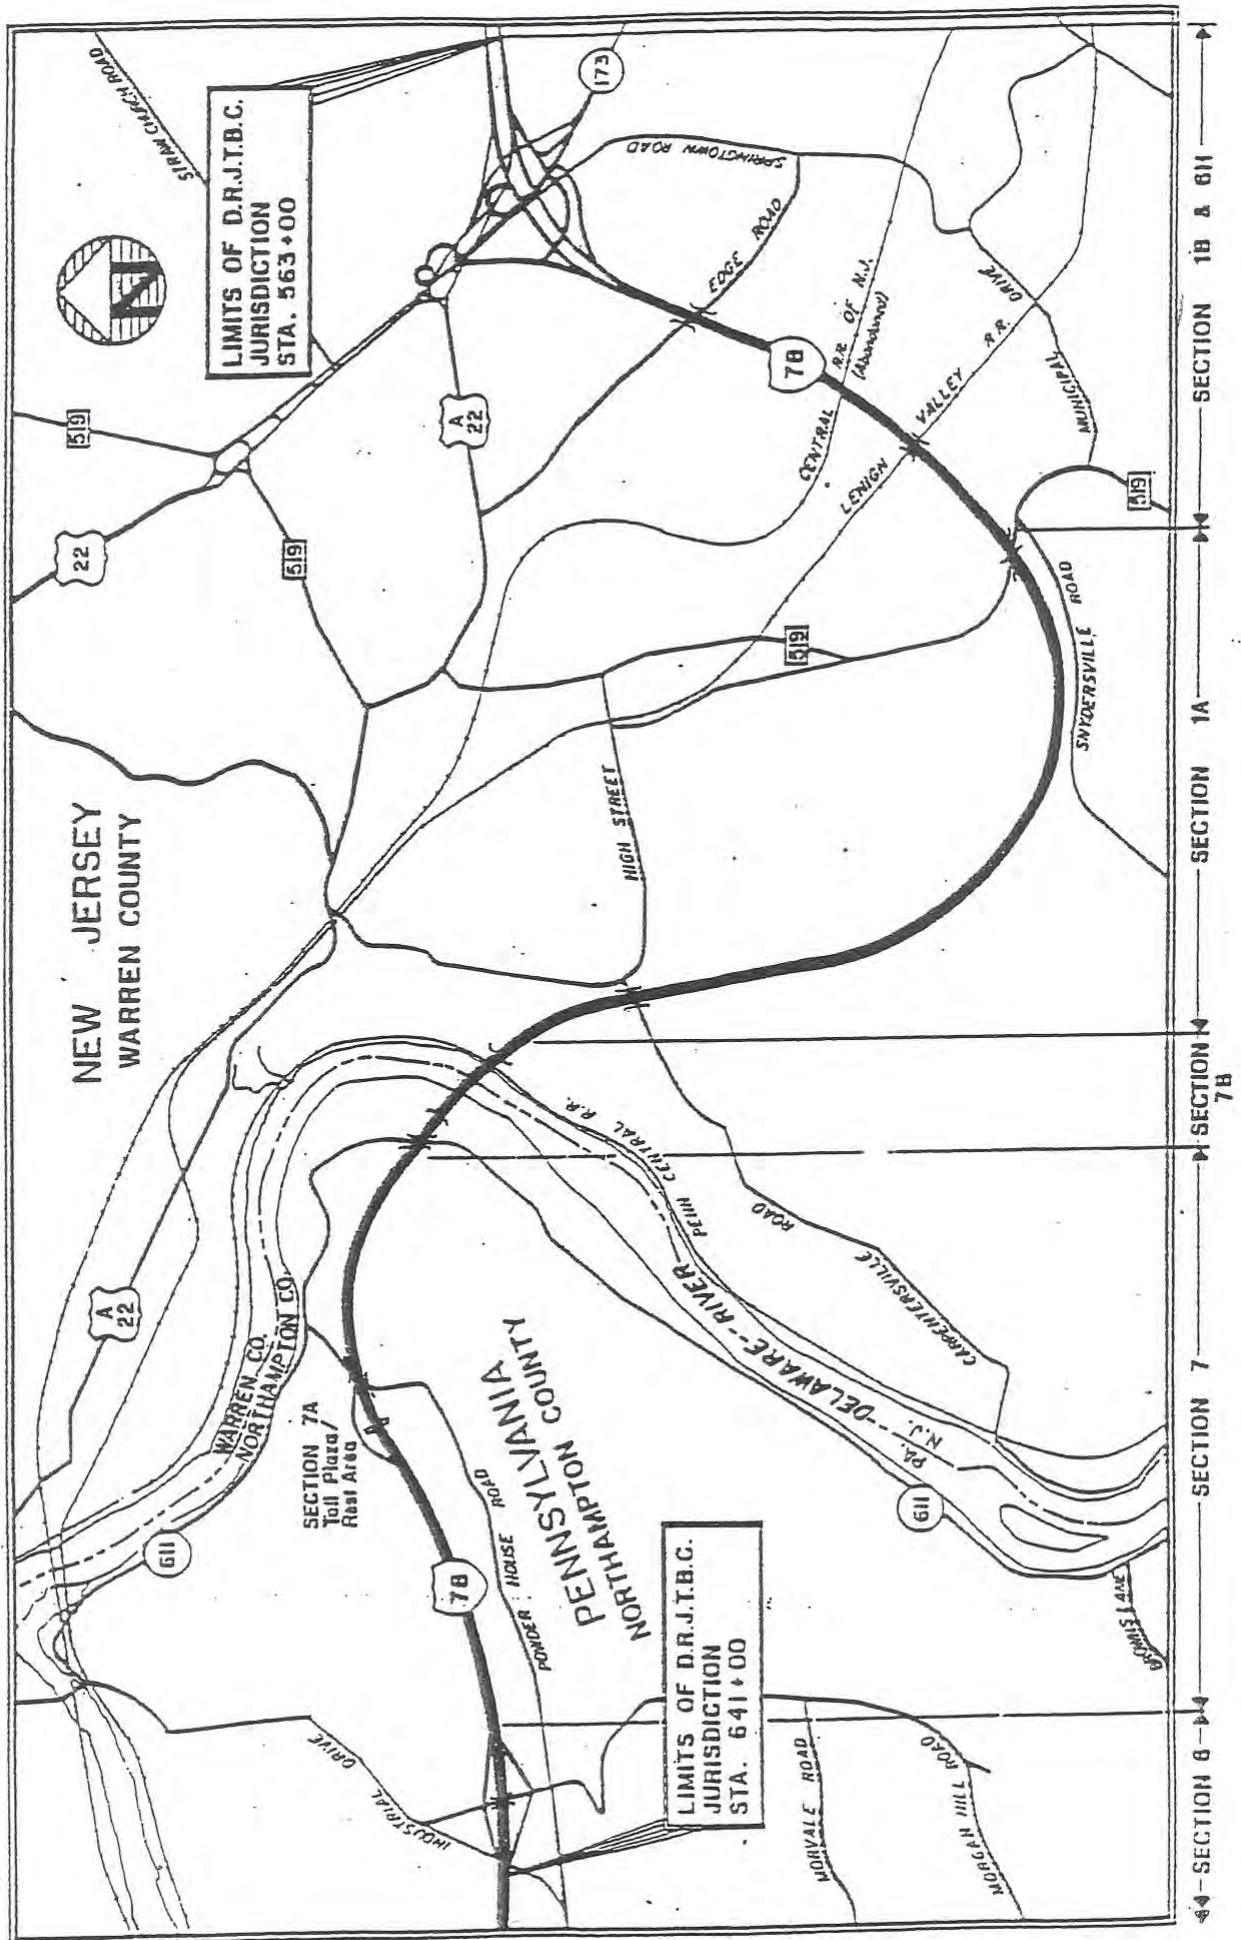 STRAW CHURCH ROAD
LIMITS OF D.R.J.T.B.C.
JURISDICTION
STA. 563+00
N
173
SPRINGTOWN ROAD
519
A
22
EDGE ROAD
78
CENTRAL R.R. OF N.J.
(Abandoned)
LEHIGH VALLEY R.R.
MUNICIPAL DRIVE
22
519
519
519
SNYDERSVILLE ROAD
HIGH STREET
NEW JERSEY
WARREN COUNTY
A
22
WARREN CO.
NORTHAMPTON CO.
PENN CENTRAL R.R.
CARPENTERSVILLE ROAD
DELAWARE RIVER
PA.
N.J.
SECTION 7A
Toll Plaza/
Rest Area
PENNSYLVANIA
NORTHAMPTON COUNTY
POWDER HOUSE ROAD
611
78
611
LIMITS OF D.R.J.T.B.C.
JURISDICTION
STA. 641+00
INDUSTRIAL DRIVE
MORVALE ROAD
MORGAN HILL ROAD
LANE
SECTION 6
SECTION 7
SECTION
7B
SECTION 1A
SECTION 1B & 6H